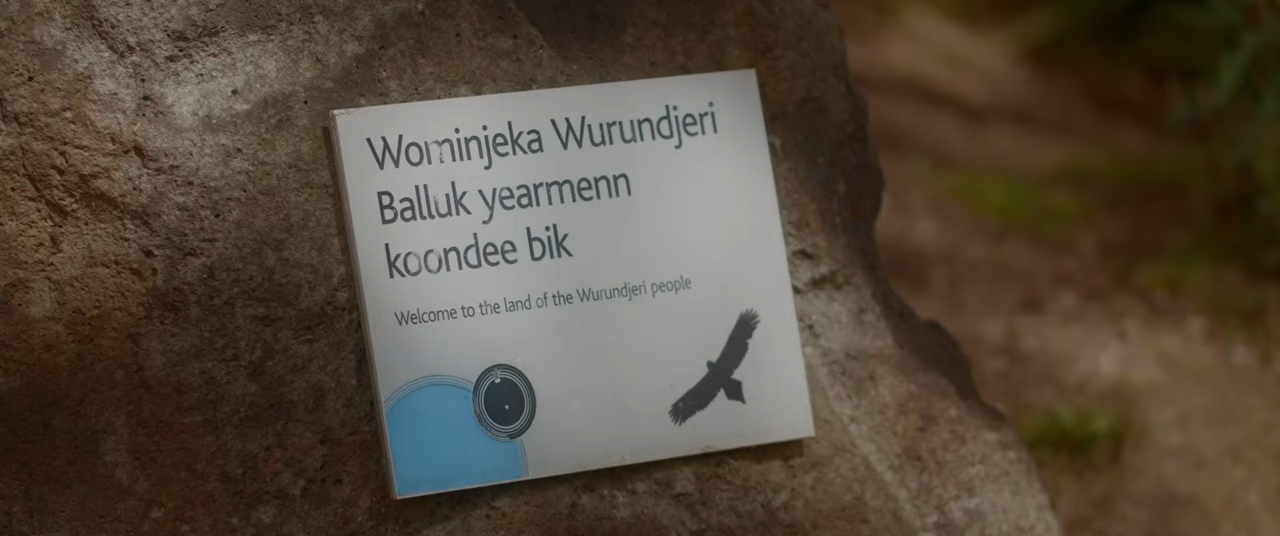 Wominjeka Wurundjeri
Balluk yearmenn
koondee bik
Welcome to the land of the Wurundjeri people